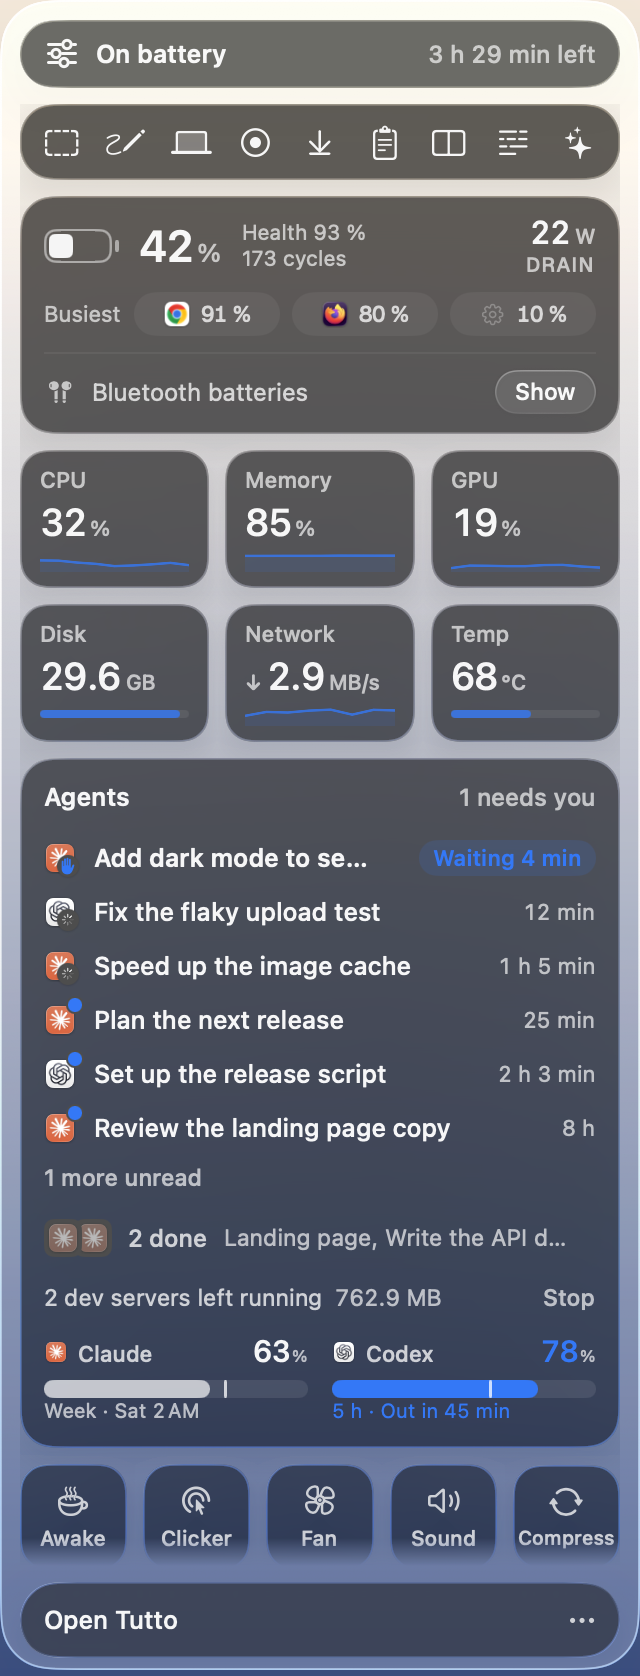 On battery 3 h 29 min left
42 % Health 93 % 22 W
173 cycles DRAIN
Busiest 91 % 80 % 10 %
Bluetooth batteries Show
CPU Memory GPU
32 % 85 % 19 %
Disk Network Temp
29.6 GB ↓ 2.9 MB/s 68 °C
Agents 1 needs you
Add dark mode to se... Waiting 4 min
Fix the flaky upload test 12 min
Speed up the image cache 1 h 5 min
Plan the next release 25 min
Set up the release script 2 h 3 min
Review the landing page copy 8 h
1 more unread
2 done Landing page, Write the API d...
2 dev servers left running 762.9 MB Stop
Claude 63 % Codex 78 %
Week · Sat 2 AM 5 h · Out in 45 min
Awake Clicker Fan Sound Compress
Open Tutto ...